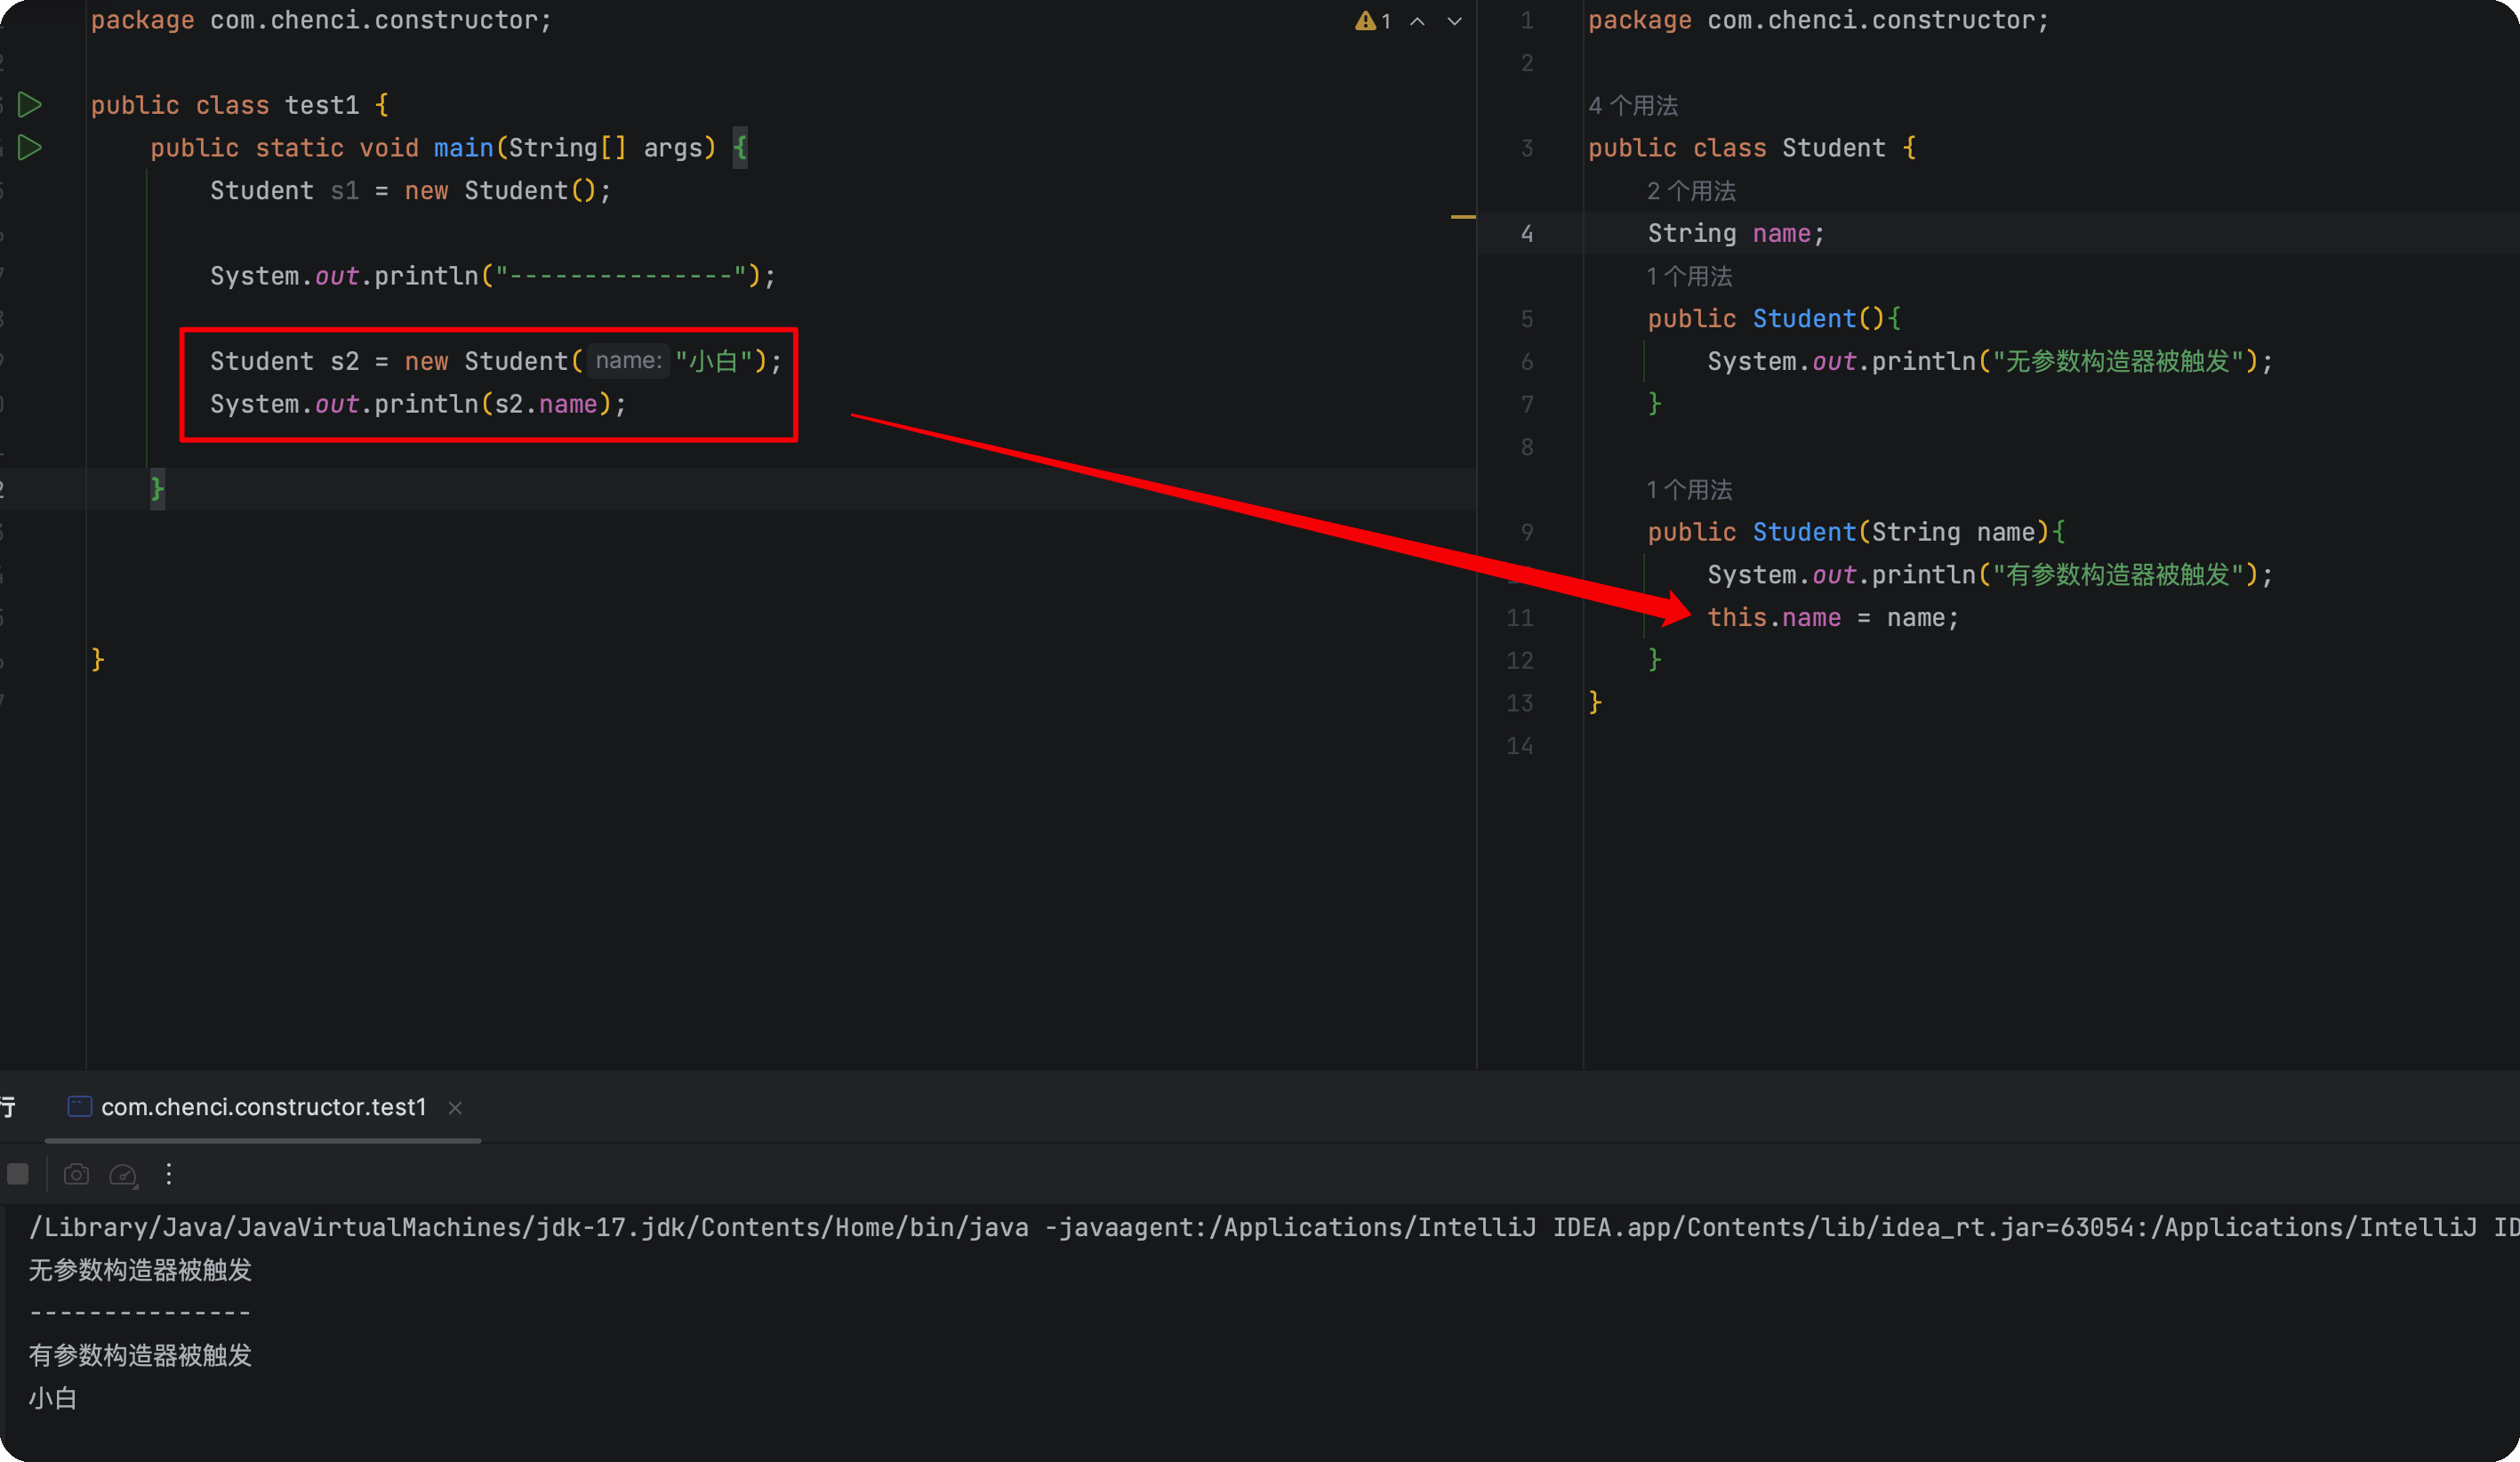 package com.chenci.constructor;
public class test1 {
public static void main(String[] args) {
Student s1 = new Student();
System.out.println("---------------");
Student s2 = new Student( name: "小白");
System.out.println(s2.name);
}
}
1
1 package com.chenci.constructor;
2
4 个用法
3 public class Student {
2 个用法
4 String name;
1 个用法
5 public Student(){
6 System.out.println("无参数构造器被触发");
7 }
8
1 个用法
9 public Student(String name){
System.out.println("有参数构造器被触发");
11 this.name = name;
12 }
13 }
14
行 com.chenci.constructor.test1
/Library/Java/JavaVirtualMachines/jdk-17.jdk/Contents/Home/bin/java -javaagent:/Applications/IntelliJ IDEA.app/Contents/lib/idea_rt.jar=63054:/Applications/IntelliJ ID
无参数构造器被触发
---------------
有参数构造器被触发
小白